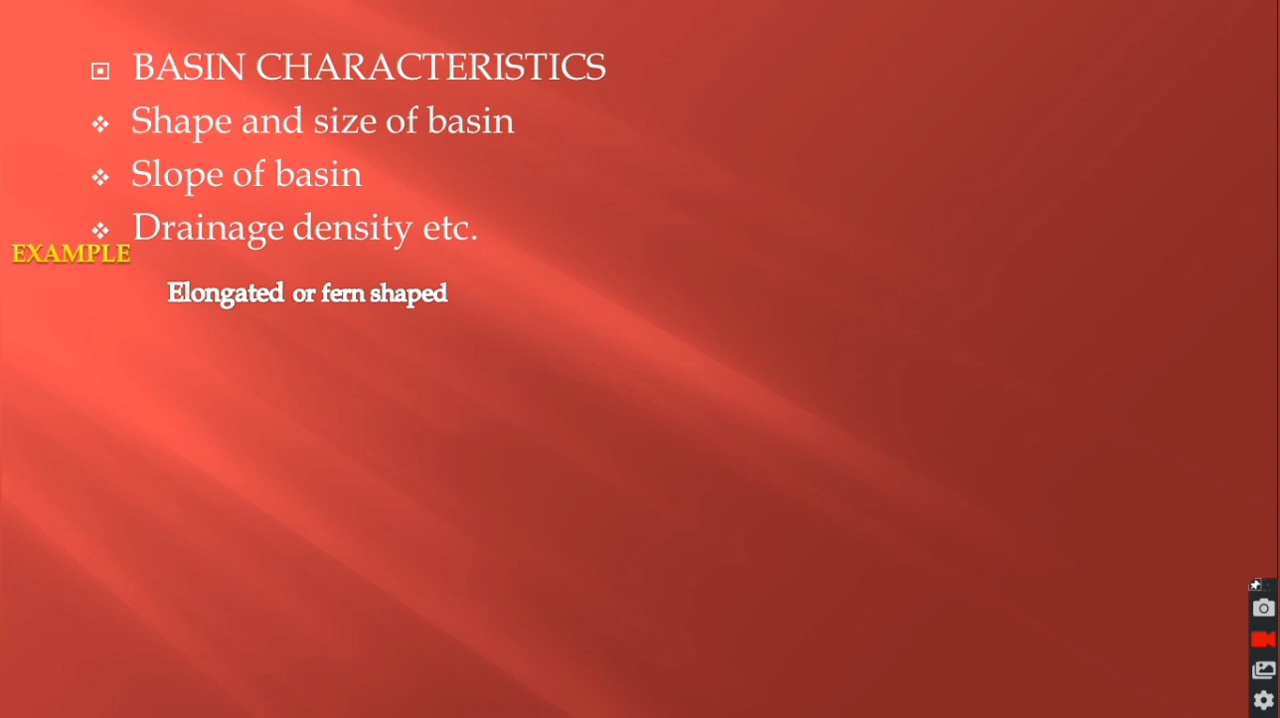 BASIN CHARACTERISTICS
Shape and size of basin
Slope of basin
Drainage density etc.
EXAMPLE
Elongated or fern shaped